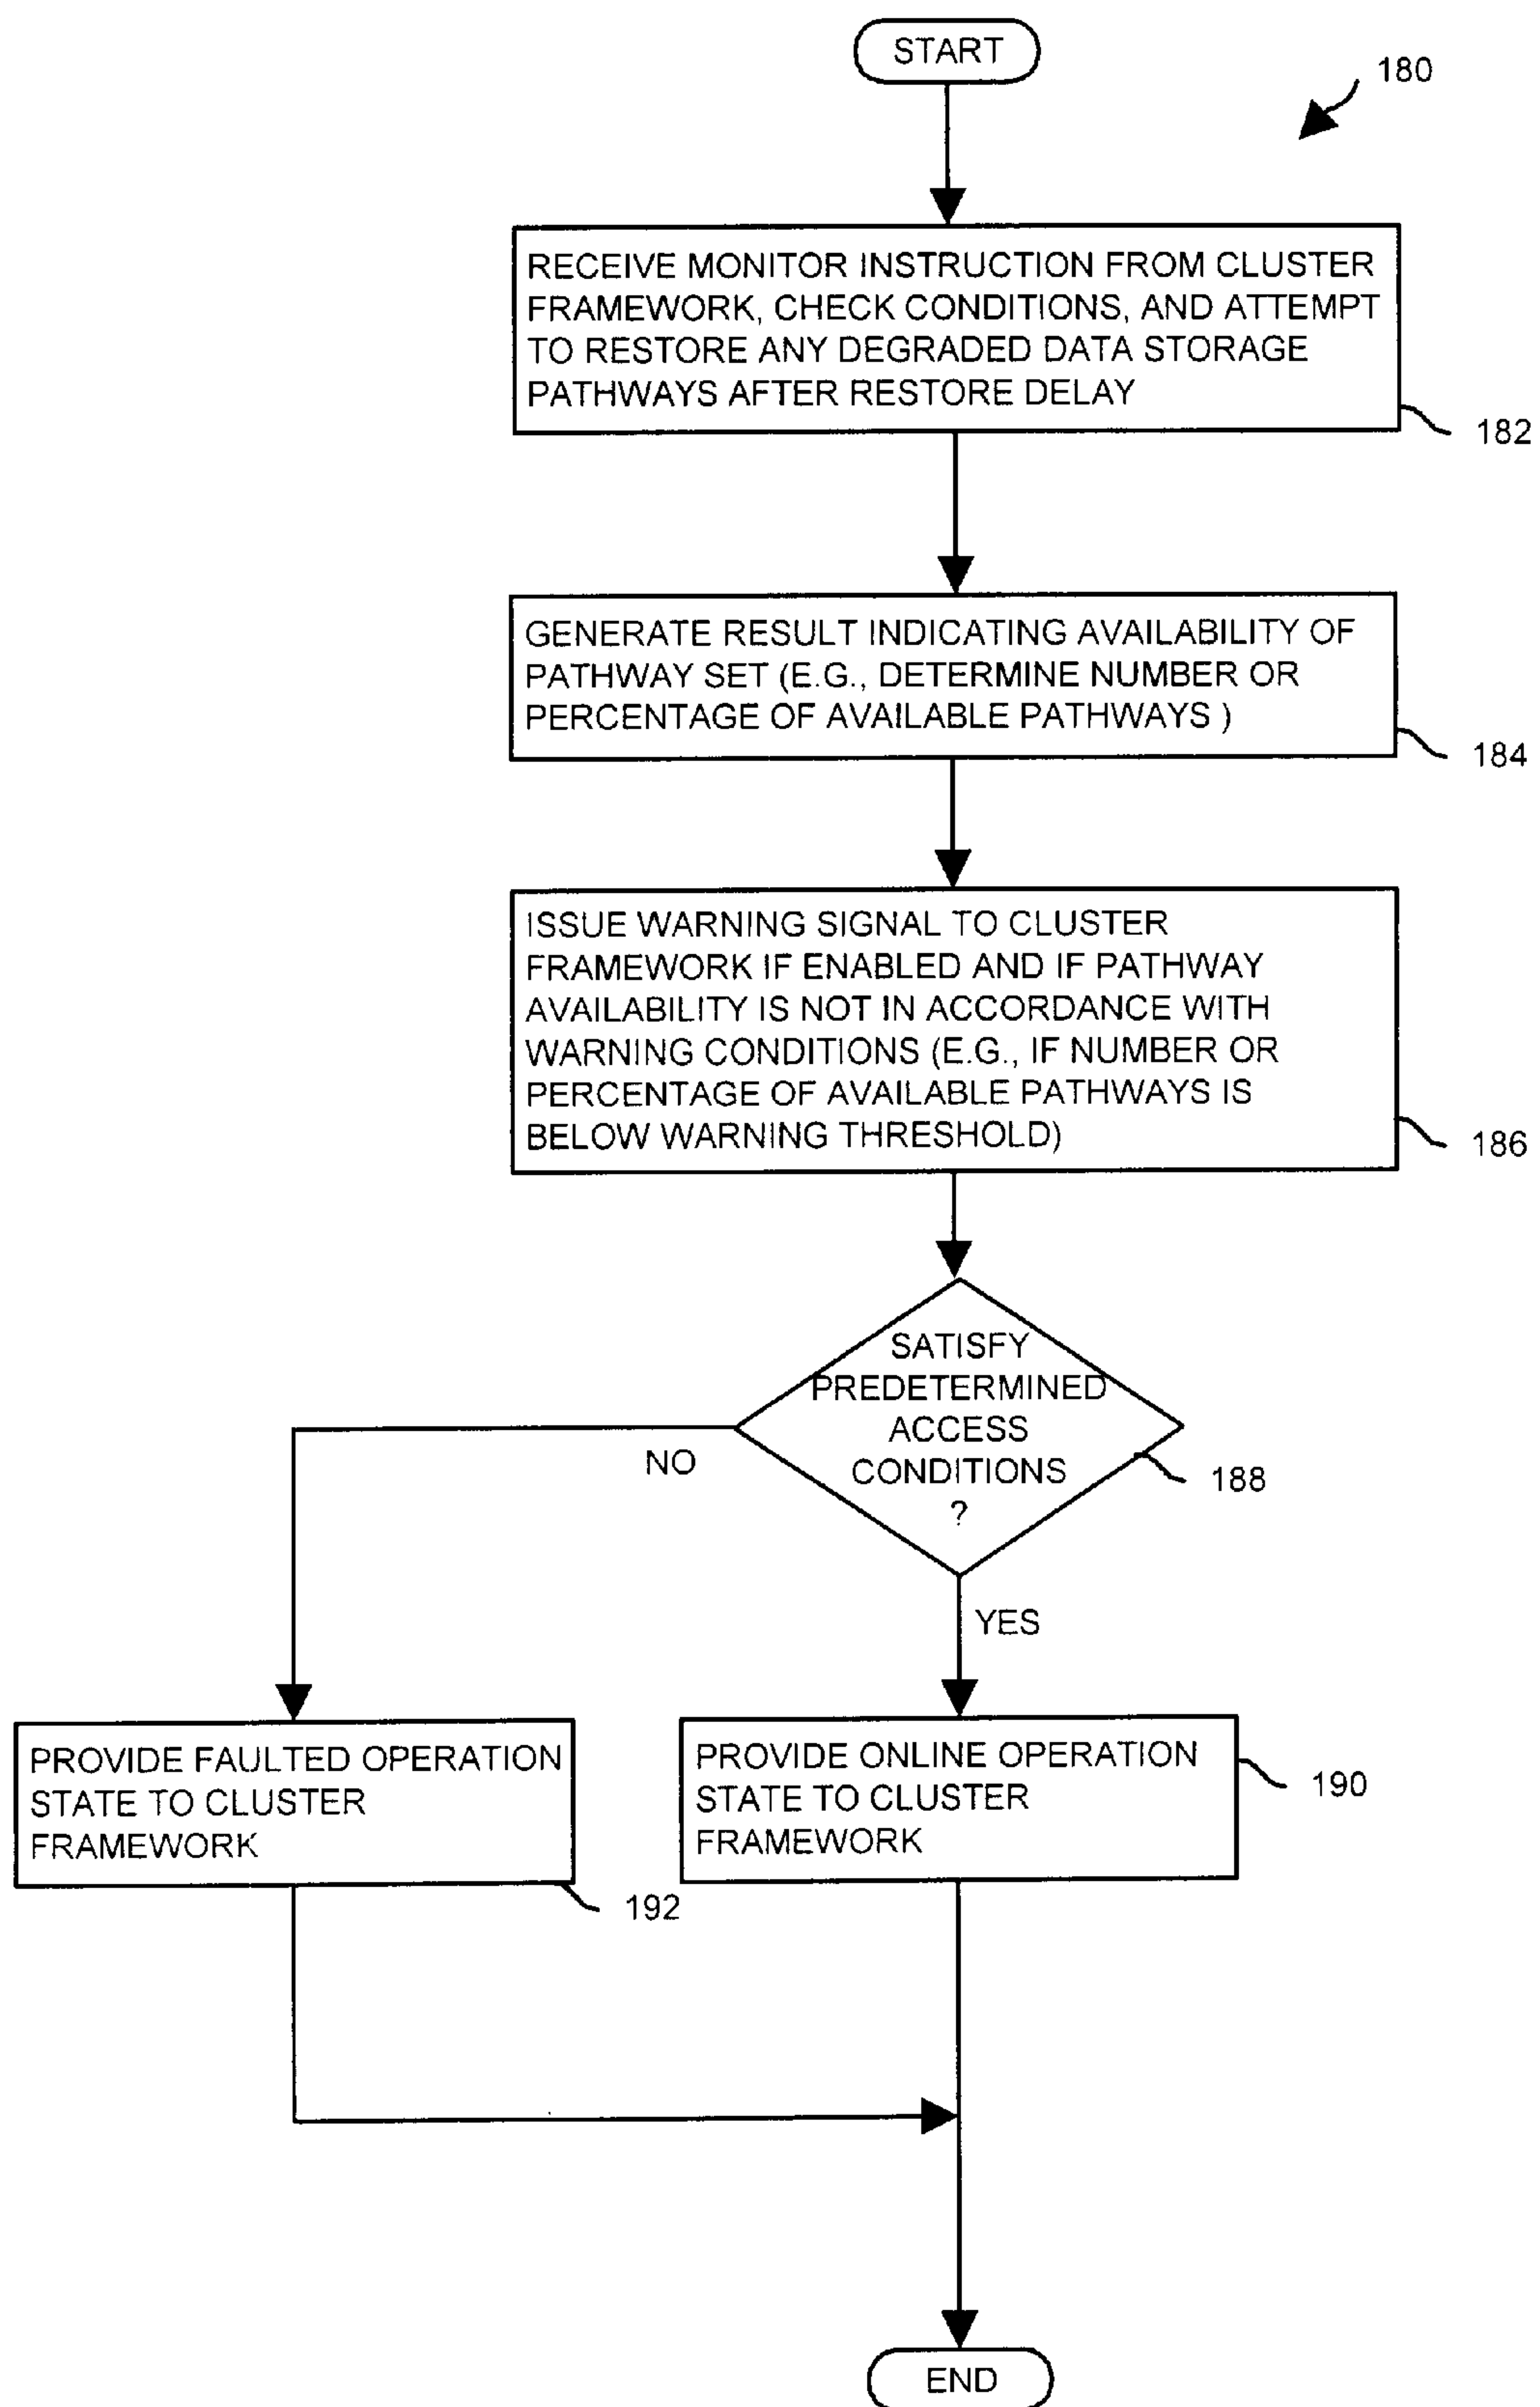 START
180
RECEIVE MONITOR INSTRUCTION FROM CLUSTER
FRAMEWORK, CHECK CONDITIONS, AND ATTEMPT
TO RESTORE ANY DEGRADED DATA STORAGE
PATHWAYS AFTER RESTORE DELAY
182
GENERATE RESULT INDICATING AVAILABILITY OF
PATHWAY SET (E.G., DETERMINE NUMBER OR
PERCENTAGE OF AVAILABLE PATHWAYS )
184
ISSUE WARNING SIGNAL TO CLUSTER
FRAMEWORK IF ENABLED AND IF PATHWAY
AVAILABILITY IS NOT IN ACCORDANCE WITH
WARNING CONDITIONS (E.G., IF NUMBER OR
PERCENTAGE OF AVAILABLE PATHWAYS IS
BELOW WARNING THRESHOLD)
186
SATISFY
PREDETERMINED
ACCESS
CONDITIONS
?
188
NO
YES
PROVIDE FAULTED OPERATION
STATE TO CLUSTER
FRAMEWORK
192
PROVIDE ONLINE OPERATION
STATE TO CLUSTER
FRAMEWORK
190
END